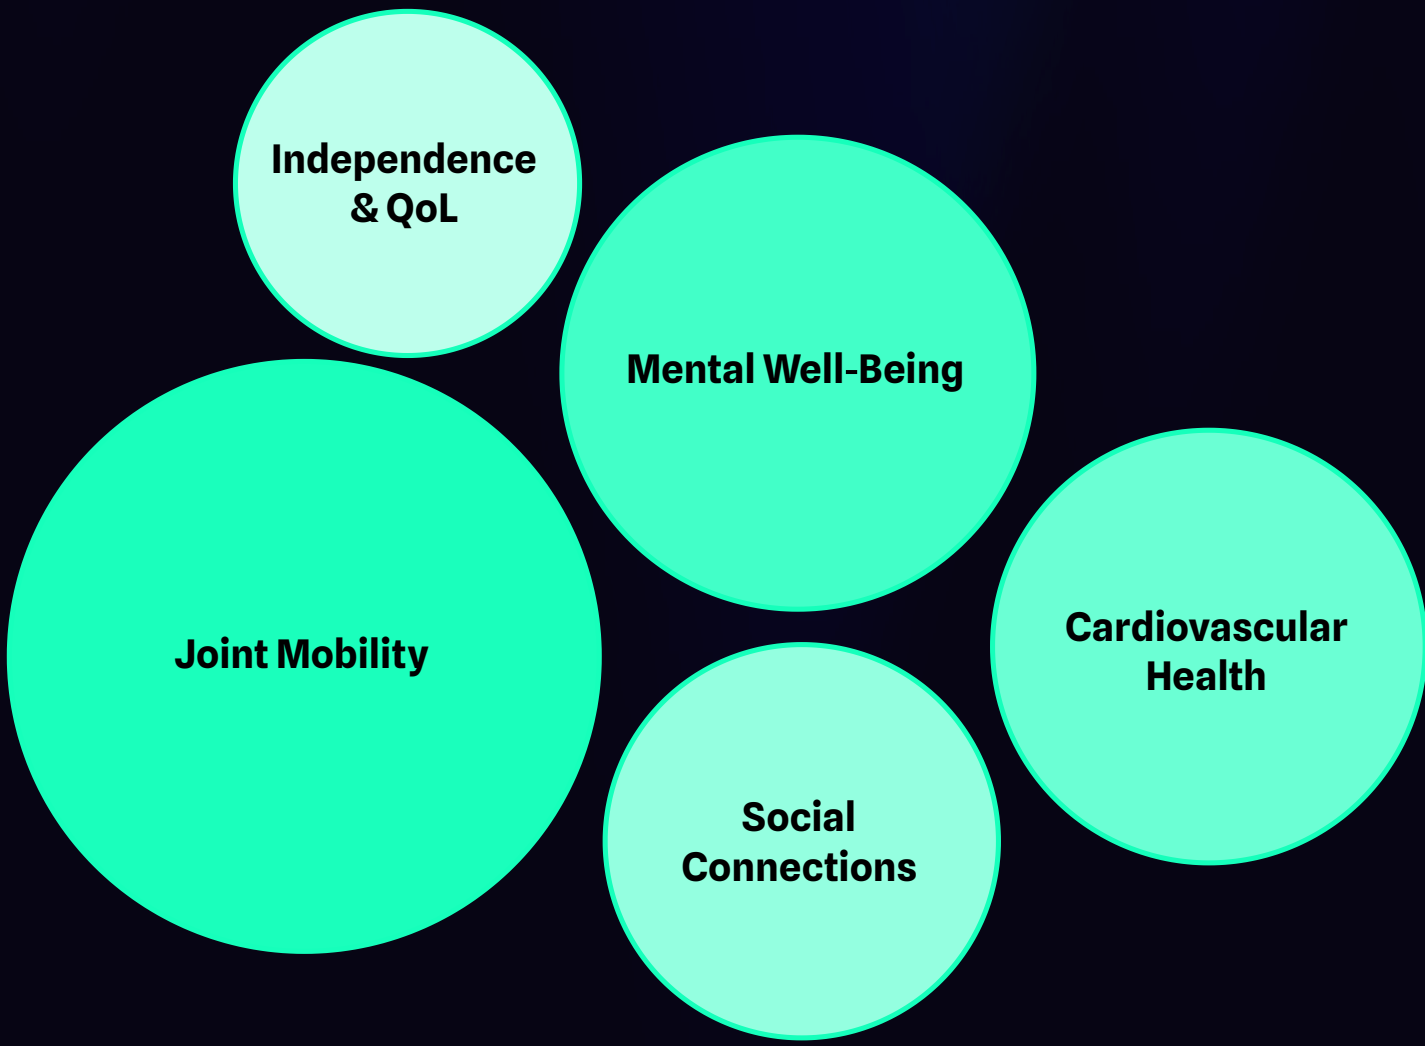 Independence
& QoL
Mental Well-Being
Joint Mobility
Cardiovascular
Health
Social
Connections